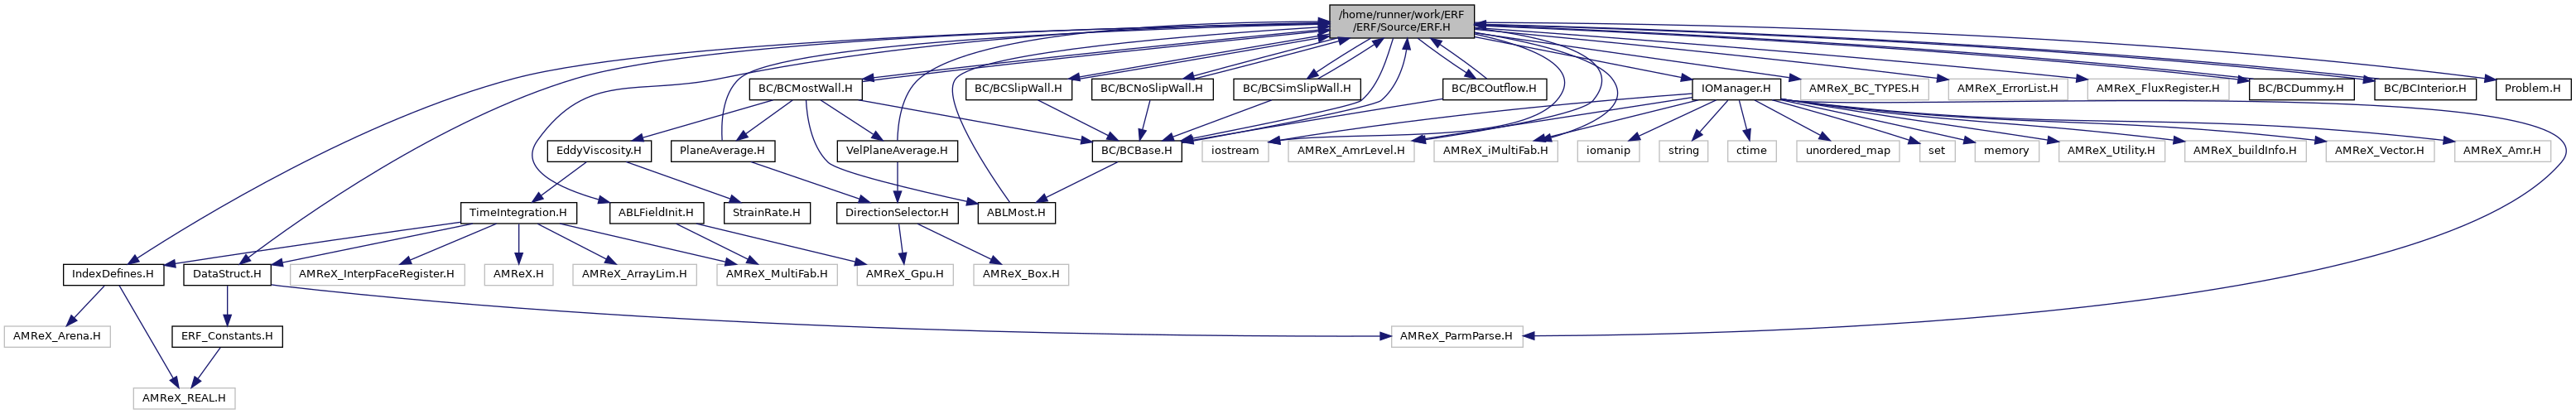 /home/runner/work/ERF
/ERF/Source/ERF.H
BC/BCMostWall.H
BC/BCSlipWall.H
BC/BCNoSlipWall.H
BC/BCSimSlipWall.H
BC/BCOutflow.H
IOManager.H
AMReX_BC_TYPES.H
AMReX_ErrorList.H
AMReX_FluxRegister.H
BC/BCDummy.H
BC/BCInterior.H
Problem.H
EddyViscosity.H
PlaneAverage.H
VelPlaneAverage.H
BC/BCBase.H
iostream
AMReX_AmrLevel.H
AMReX_iMultiFab.H
iomanip
string
ctime
unordered_map
set
memory
AMReX_Utility.H
AMReX_buildInfo.H
AMReX_Vector.H
AMReX_Amr.H
TimeIntegration.H
ABLFieldInit.H
StrainRate.H
DirectionSelector.H
ABLMost.H
IndexDefines.H
DataStruct.H
AMReX_InterpFaceRegister.H
AMReX.H
AMReX_ArrayLim.H
AMReX_MultiFab.H
AMReX_Gpu.H
AMReX_Box.H
AMReX_Arena.H
ERF_Constants.H
AMReX_ParmParse.H
AMReX_REAL.H